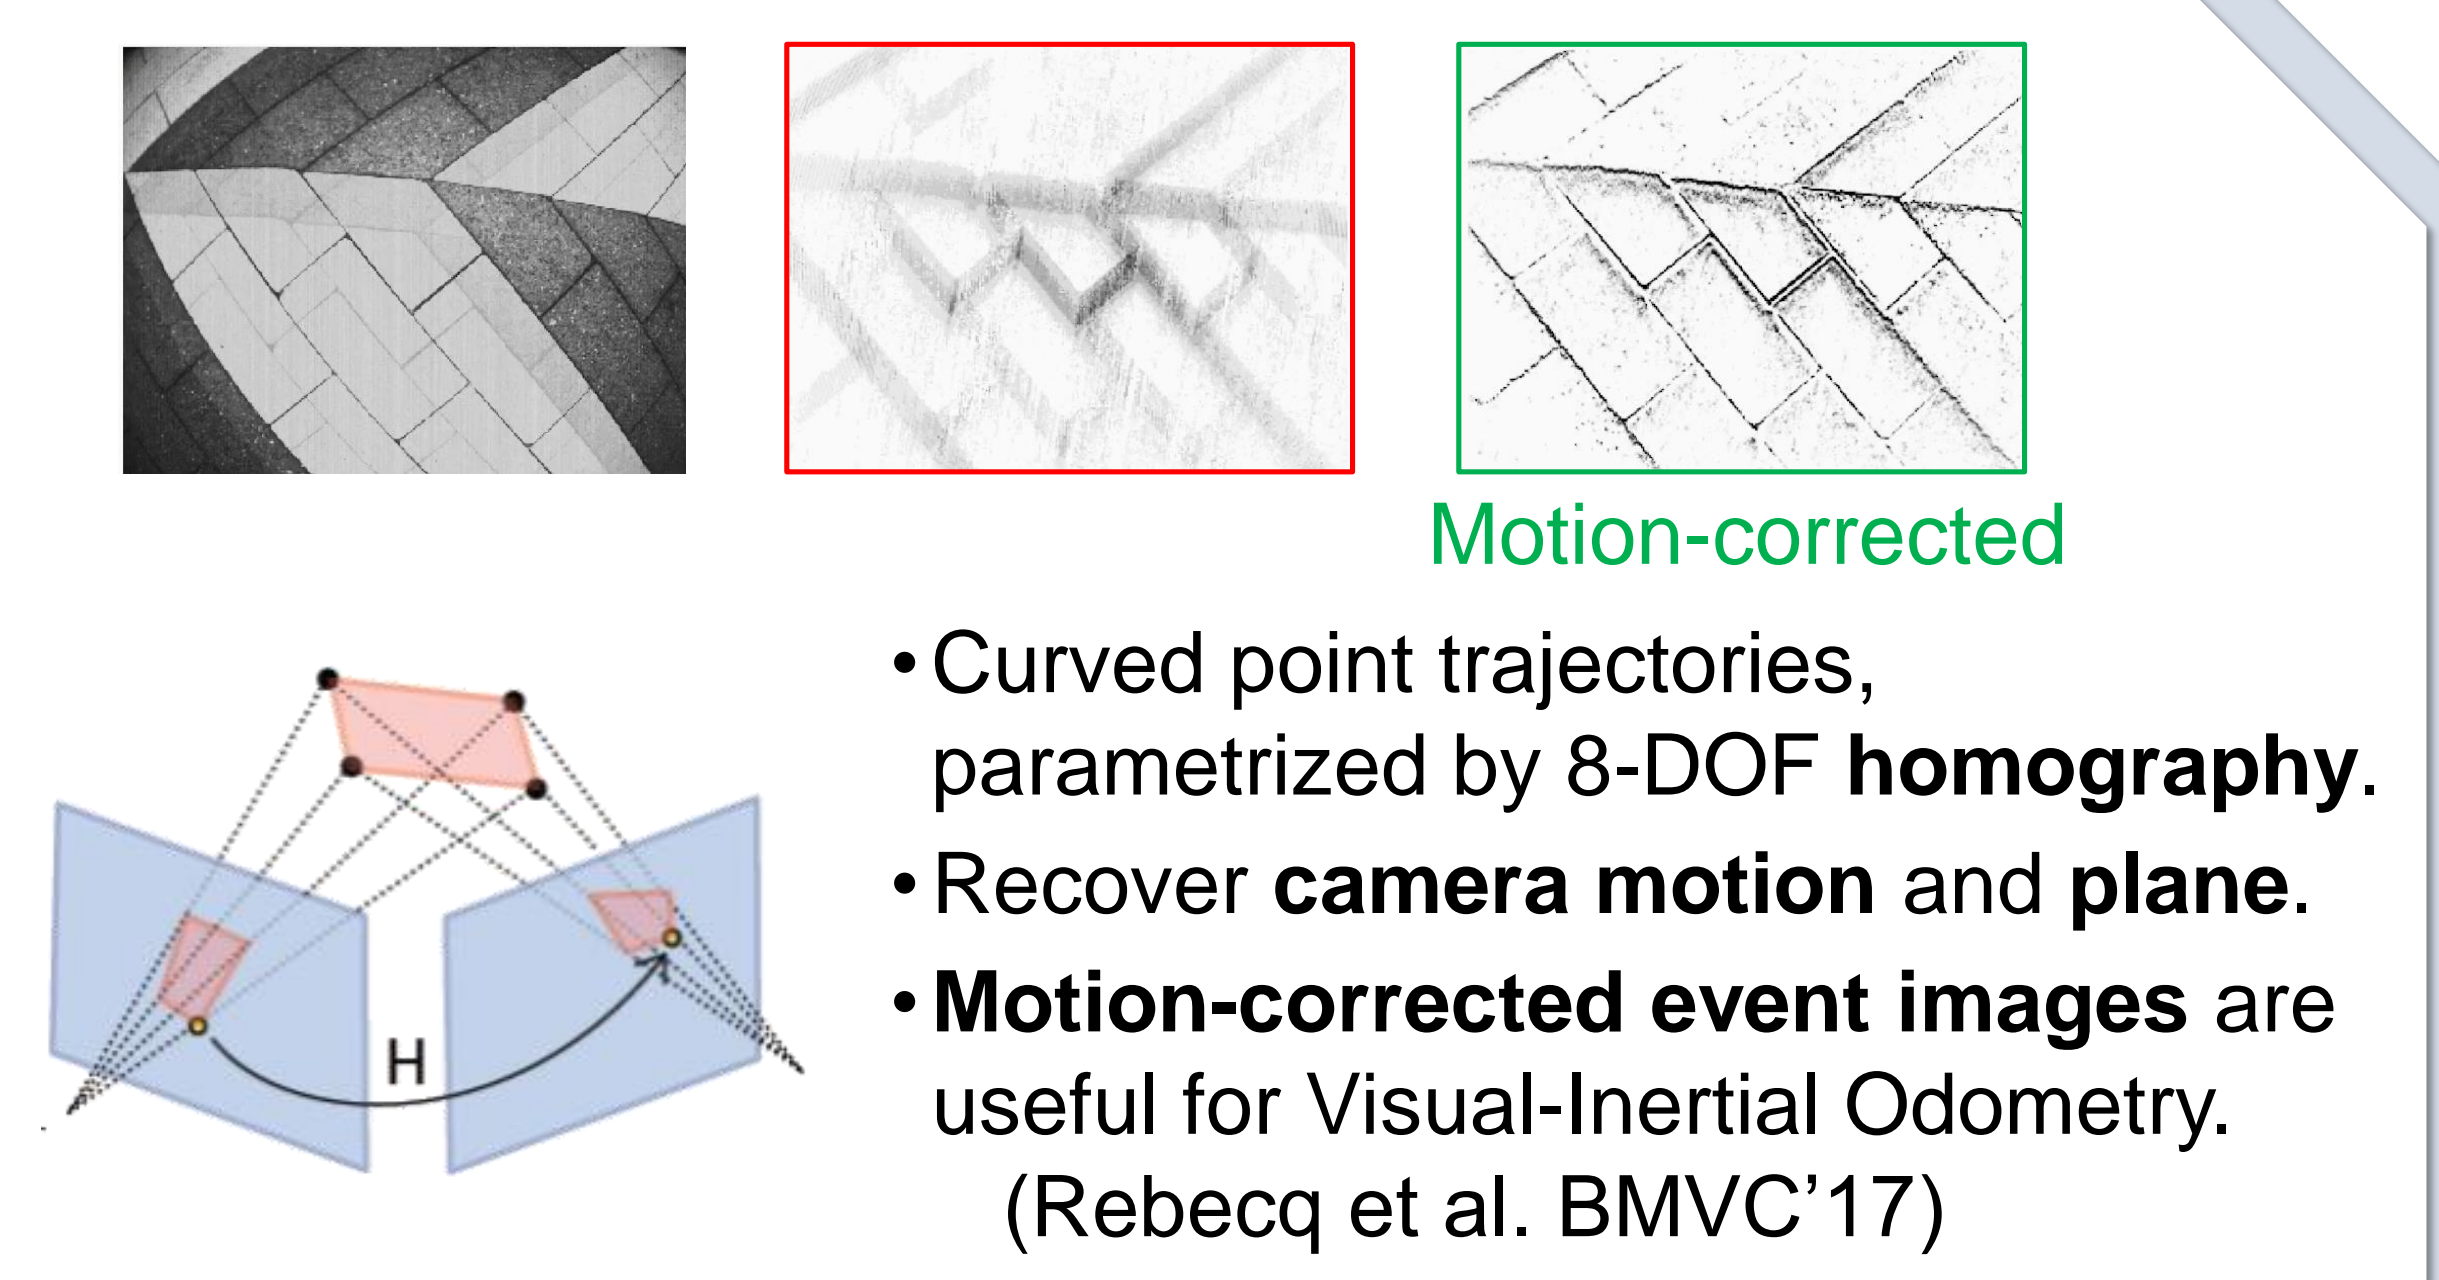 Motion-corrected
• Curved point trajectories,
parametrized by 8-DOF homography.
• Recover camera motion and plane.
• Motion-corrected event images are
useful for Visual-Inertial Odometry.
(Rebecq et al. BMVC’17)
H